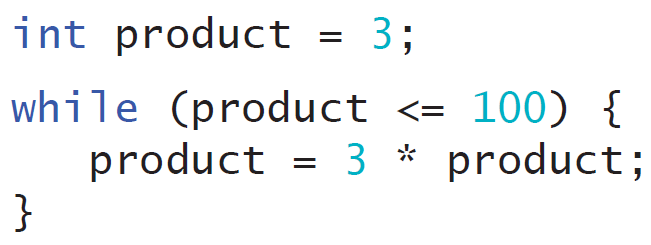 int product = 3;
while (product <= 100) {
   product = 3 * product;
}